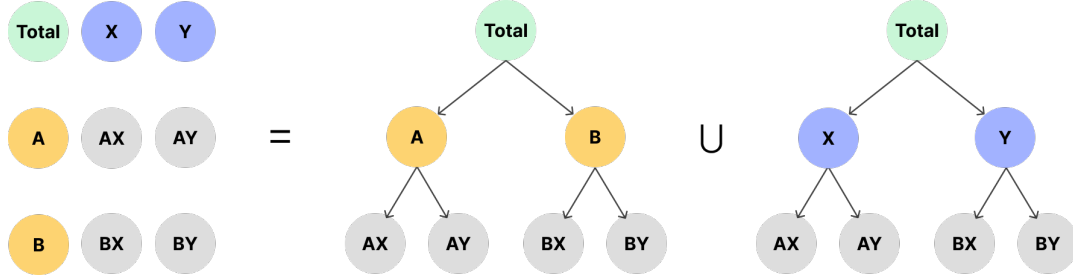 Total X Y
A AX AY
B BX BY
=
Total
A B
AX AY BX BY
∪
Total
X Y
AX AY BX BY